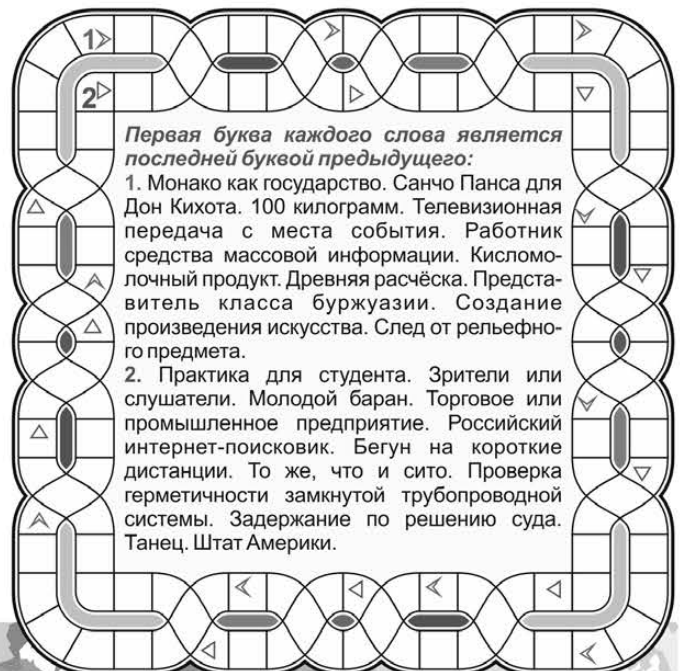 1
2
Первая буква каждого слова является
последней буквой предыдущего:
1. Монако как государство. Санчо Панса для
Дон Кихота. 100 килограмм. Телевизионная
передача с места события. Работник
средства массовой информации. Кисломо-
лочный продукт. Древняя расчёска. Предста-
витель класса буржуазии. Создание
произведения искусства. След от рельефно-
го предмета.
2. Практика для студента. Зрители или
слушатели. Молодой баран. Торговое или
промышленное предприятие. Российский
интернет-поисковик. Бегун на короткие
дистанции. То же, что и сито. Проверка
герметичности замкнутой трубопроводной
системы. Задержание по решению суда.
Танец. Штат Америки.